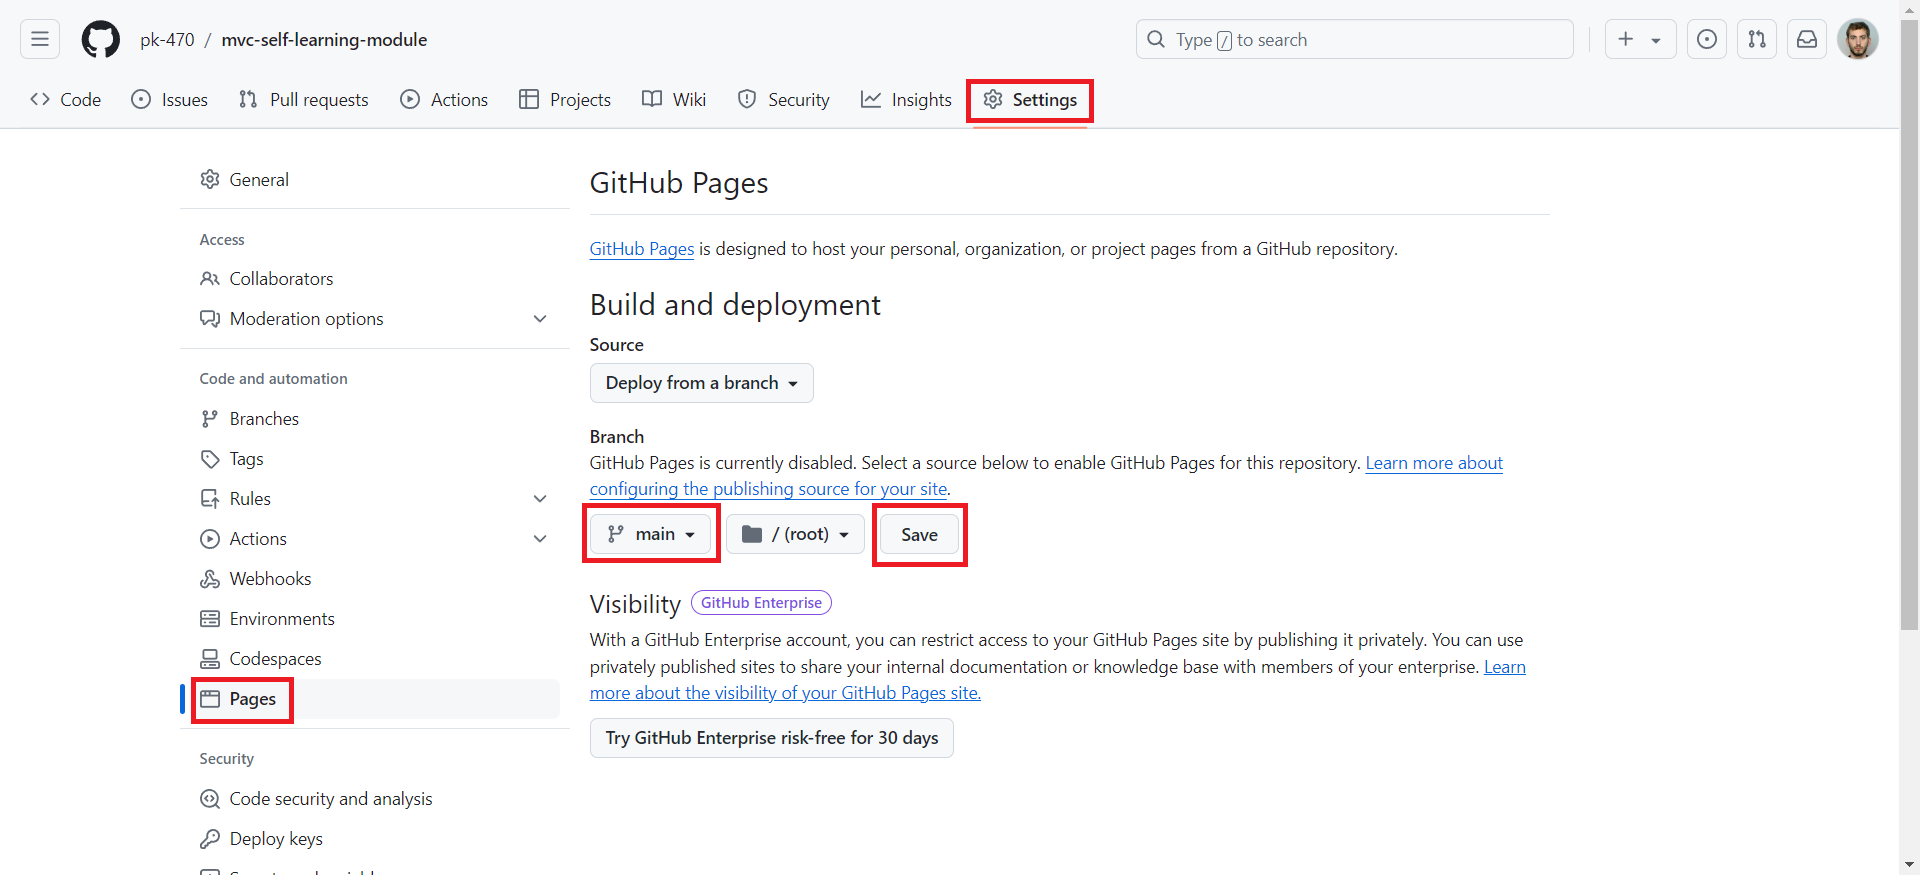 pk-470 / mvc-self-learning-module
Type / to search
Code Issues Pull requests Actions Projects Wiki Security Insights Settings
General
Access
Collaborators
Moderation options
Code and automation
Branches
Tags
Rules
Actions
Webhooks
Environments
Codespaces
Pages
Security
Code security and analysis
Deploy keys
GitHub Pages
GitHub Pages is designed to host your personal, organization, or project pages from a GitHub repository.
Build and deployment
Source
Deploy from a branch
Branch
GitHub Pages is currently disabled. Select a source below to enable GitHub Pages for this repository. Learn more about
configuring the publishing source for your site.
main / (root) Save
Visibility GitHub Enterprise
With a GitHub Enterprise account, you can restrict access to your GitHub Pages site by publishing it privately. You can use
privately published sites to share your internal documentation or knowledge base with members of your enterprise. Learn
more about the visibility of your GitHub Pages site.
Try GitHub Enterprise risk-free for 30 days